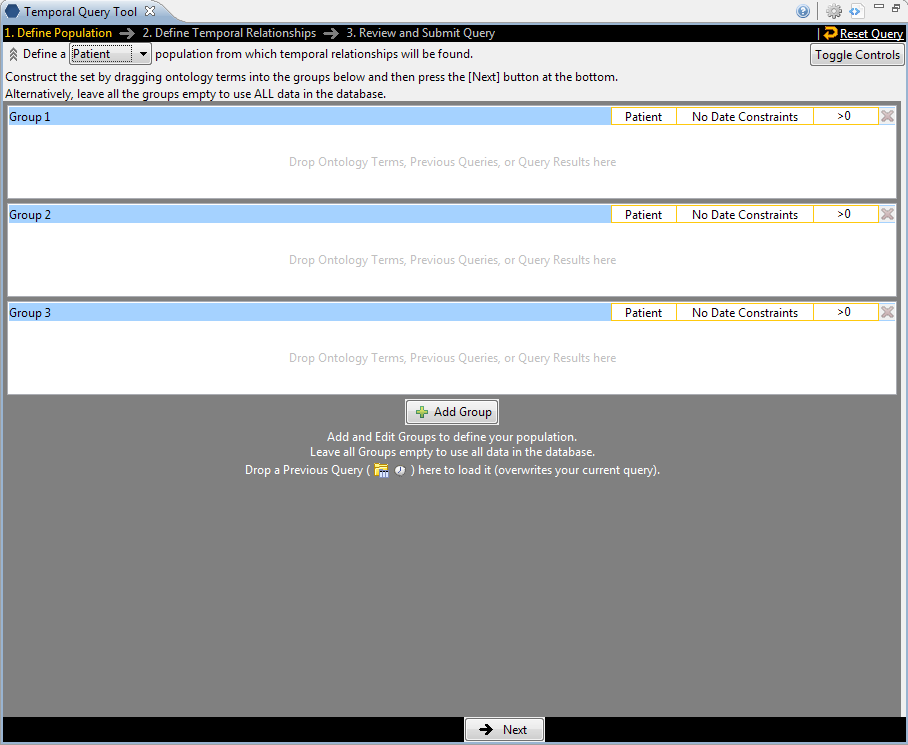 Temporal Query Tool
1. Define Population 2. Define Temporal Relationships 3. Review and Submit Query | Reset Query
Define a Patient population from which temporal relationships will be found. Toggle Controls
Construct the set by dragging ontology terms into the groups below and then press the [Next] button at the bottom.
Alternatively, leave all the groups empty to use ALL data in the database.
Group 1 Patient No Date Constraints >0
Drop Ontology Terms, Previous Queries, or Query Results here
Group 2 Patient No Date Constraints >0
Drop Ontology Terms, Previous Queries, or Query Results here
Group 3 Patient No Date Constraints >0
Drop Ontology Terms, Previous Queries, or Query Results here
Add Group
Add and Edit Groups to define your population.
Leave all Groups empty to use all data in the database.
Drop a Previous Query ( ) here to load it (overwrites your current query).
Next